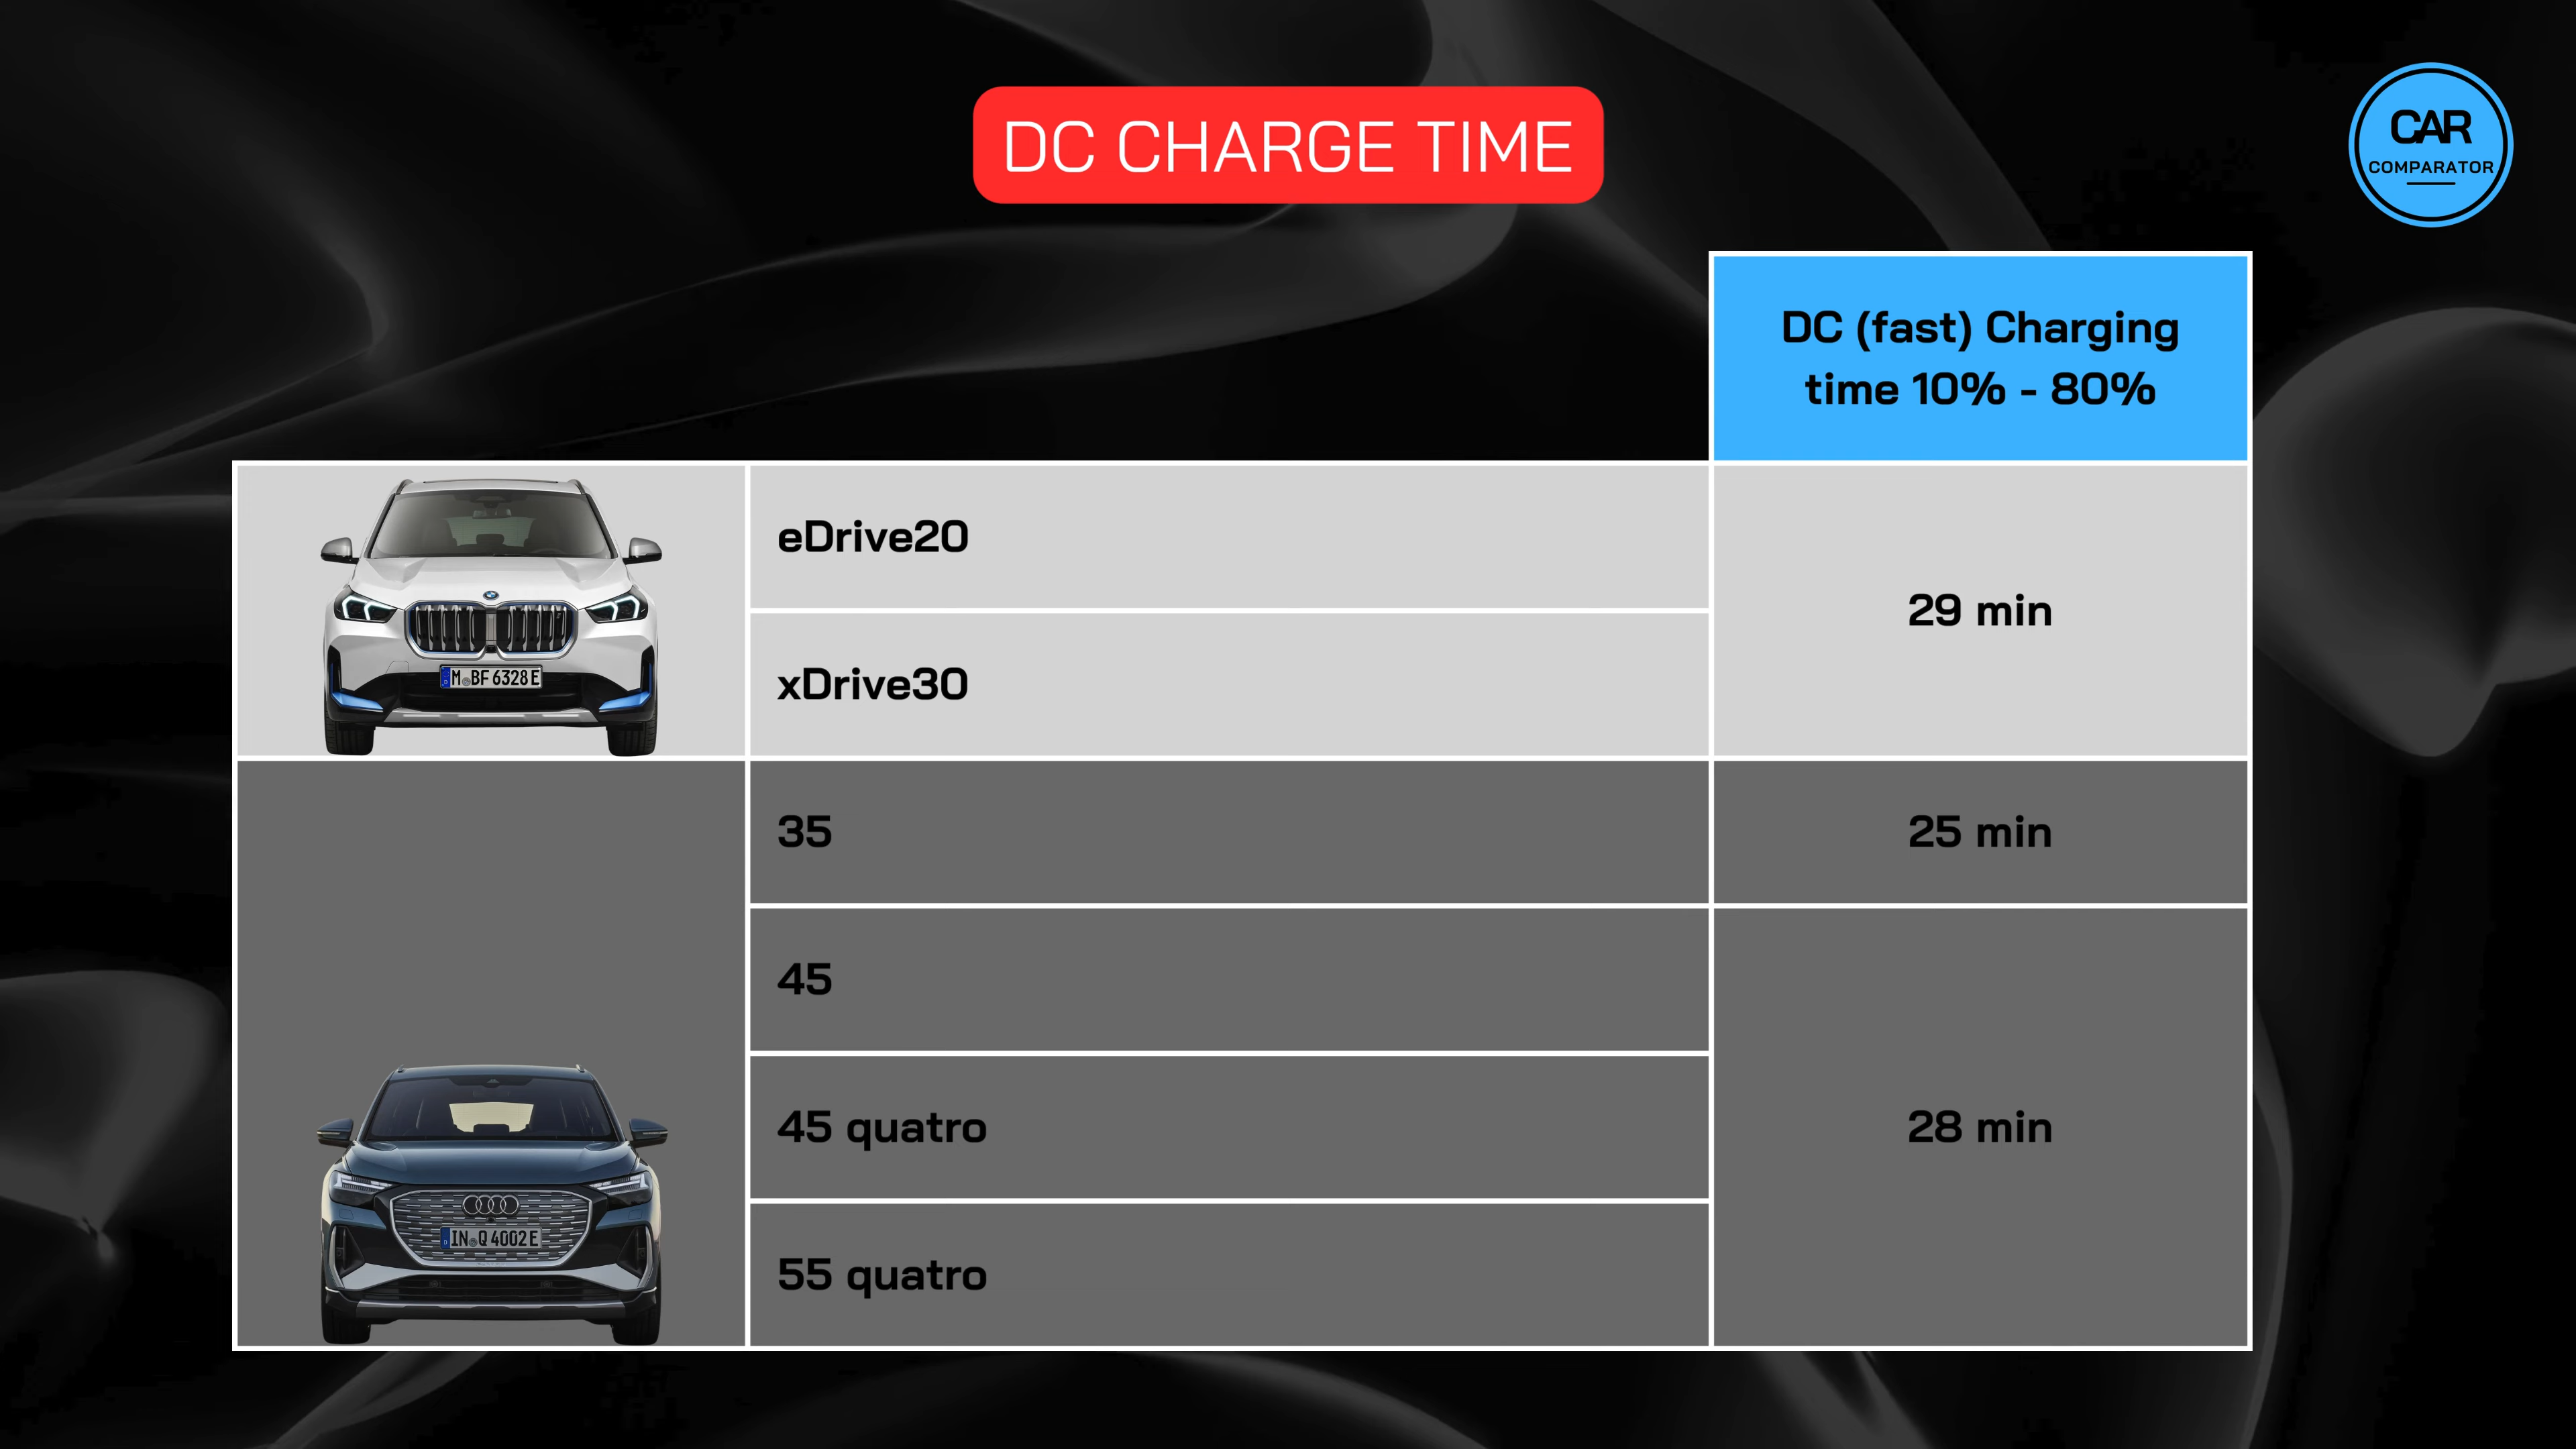 DC CHARGE TIME
CAR
COMPARATOR
DC (fast) Charging
time 10% - 80%
eDrive20
29 min
xDrive30
M BF 6328 E
35
25 min
45
45 quatro
28 min
IN Q 4002 E
55 quatro